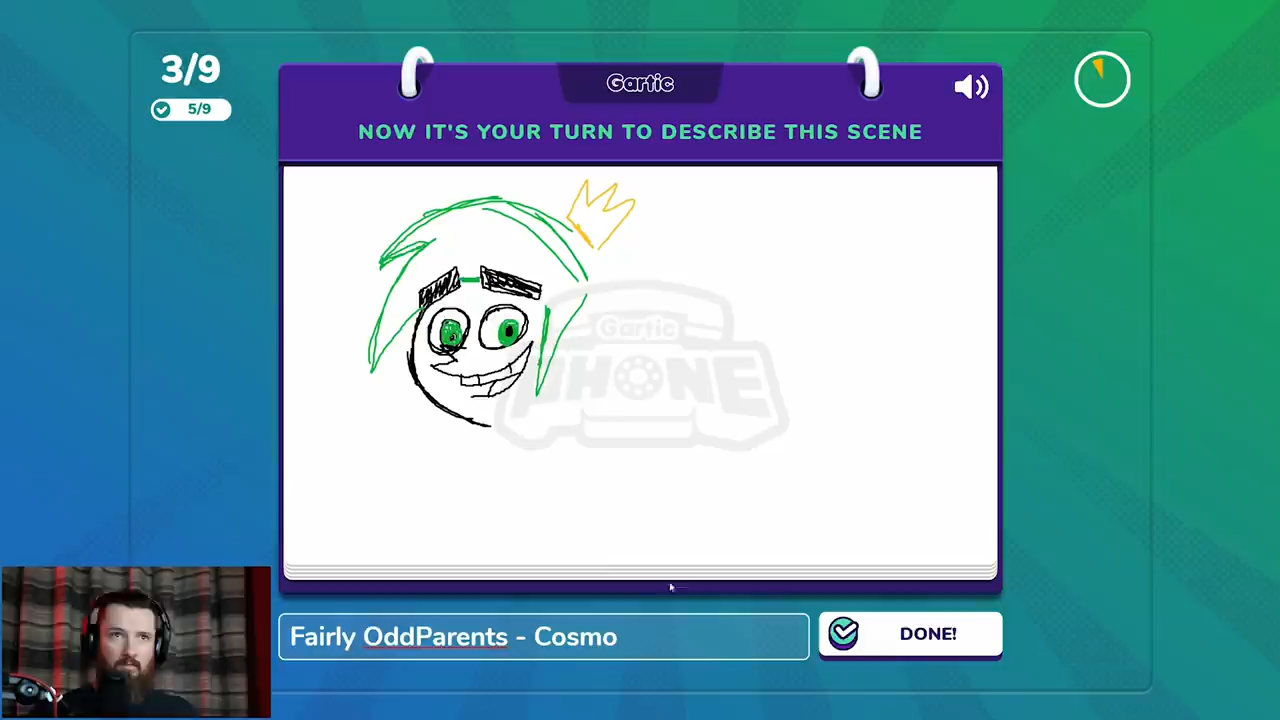 3/9
5/9
Gartic
NOW IT'S YOUR TURN TO DESCRIBE THIS SCENE
Gartic
PHONE
Fairly OddParents - Cosmo
DONE!